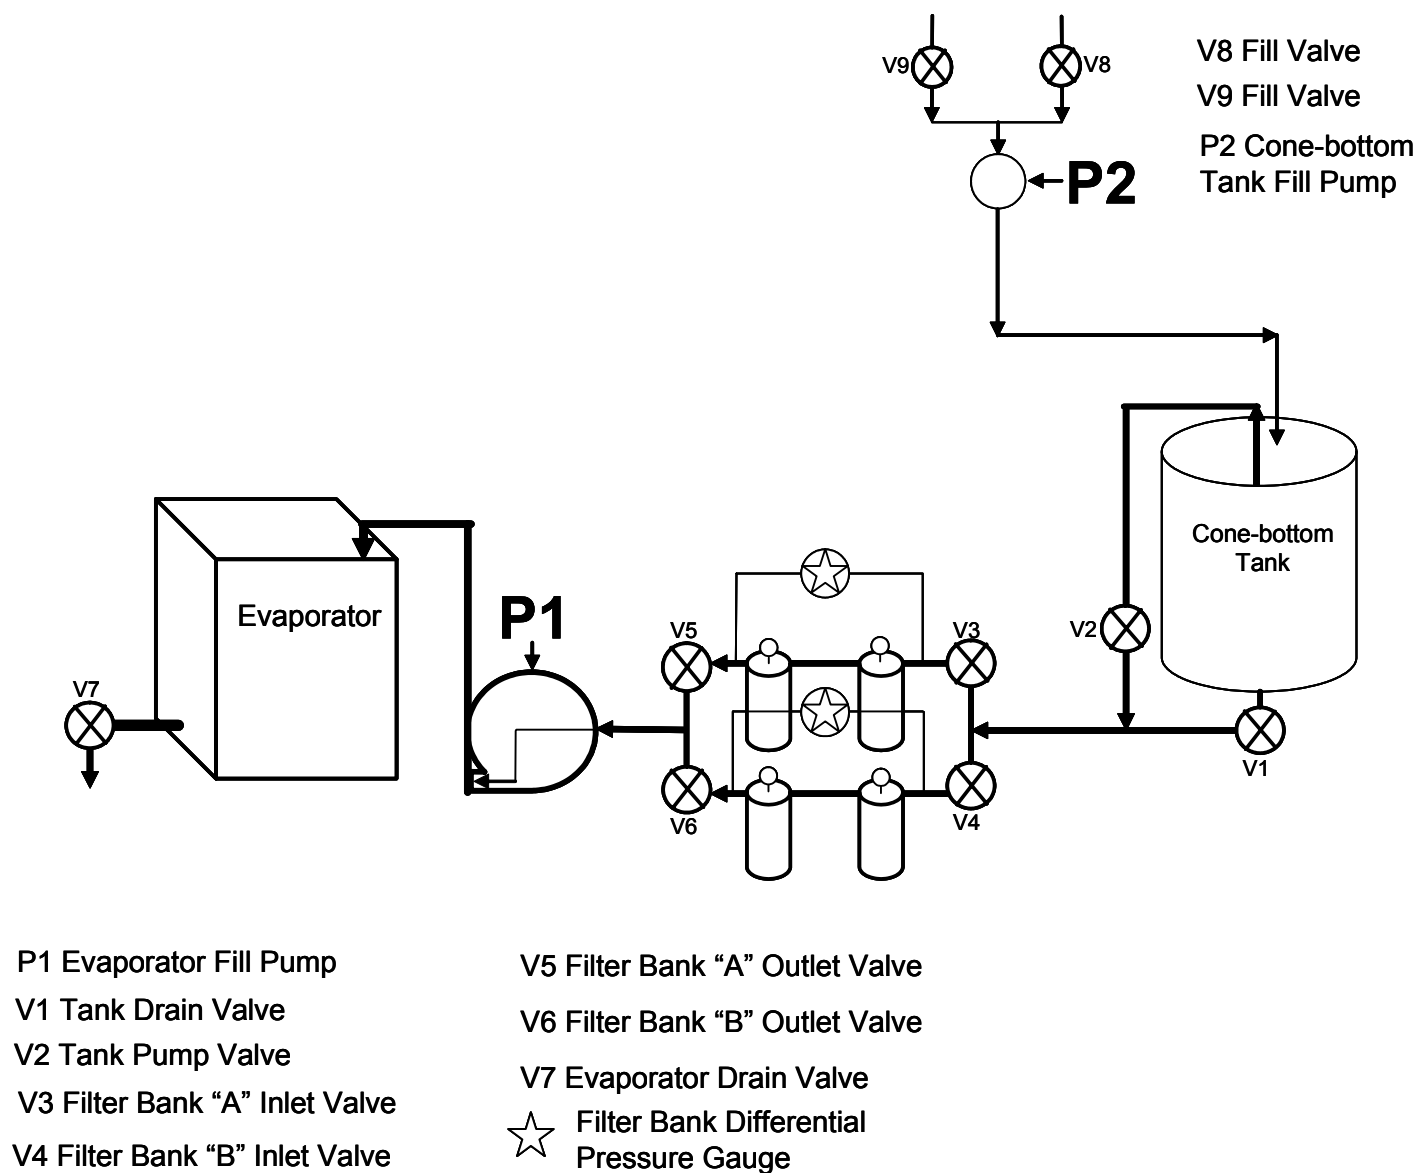 V9
V8
V8 Fill Valve
V9 Fill Valve
P2 Cone-bottom
Tank Fill Pump
P2
Cone-bottom
Tank
Evaporator
P1
V5
V3
V2
V7
V1
V6
V4
P1 Evaporator Fill Pump
V1 Tank Drain Valve
V2 Tank Pump Valve
V3 Filter Bank “A” Inlet Valve
V4 Filter Bank “B” Inlet Valve
V5 Filter Bank “A” Outlet Valve
V6 Filter Bank “B” Outlet Valve
V7 Evaporator Drain Valve
Filter Bank Differential
Pressure Gauge